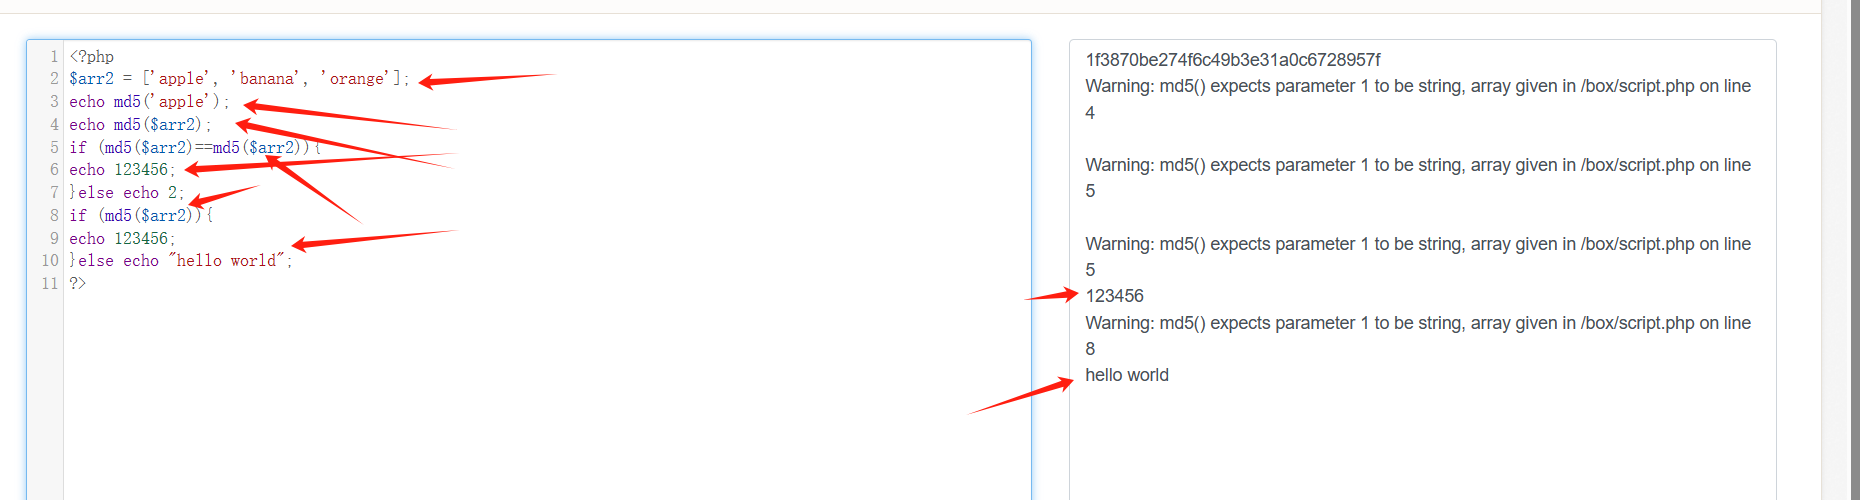 1 <?php
2 $arr2 = ['apple', 'banana', 'orange'];
3 echo md5('apple');
4 echo md5($arr2);
5 if (md5($arr2)==md5($arr2)){
6 echo 123456;
7 }else echo 2;
8 if (md5($arr2)){
9 echo 123456;
10 }else echo "hello world";
11 ?>
1f3870be274f6c49b3e31a0c6728957f
Warning: md5() expects parameter 1 to be string, array given in /box/script.php on line
4
Warning: md5() expects parameter 1 to be string, array given in /box/script.php on line
5
Warning: md5() expects parameter 1 to be string, array given in /box/script.php on line
5
123456
Warning: md5() expects parameter 1 to be string, array given in /box/script.php on line
8
hello world